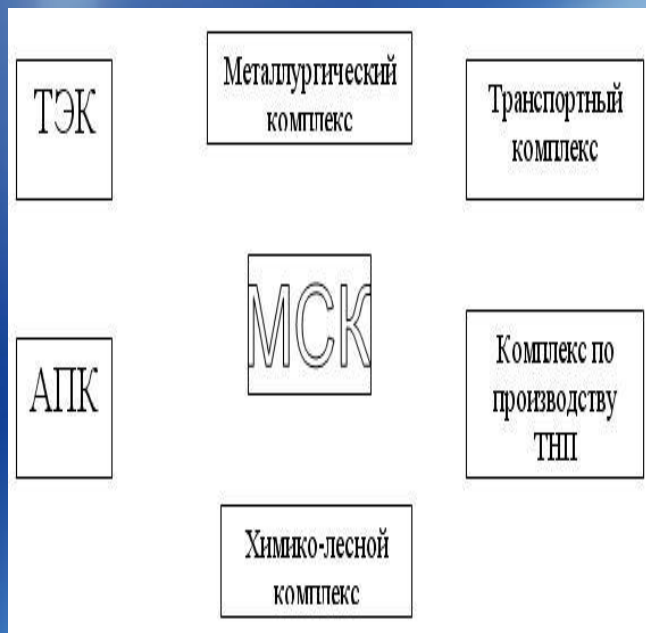 ТЭК
Металлургический
комплекс
Транспортный
комплекс
МСК
АПК
Комплекс по
производству
ТНП
Химико-лесной
комплекс